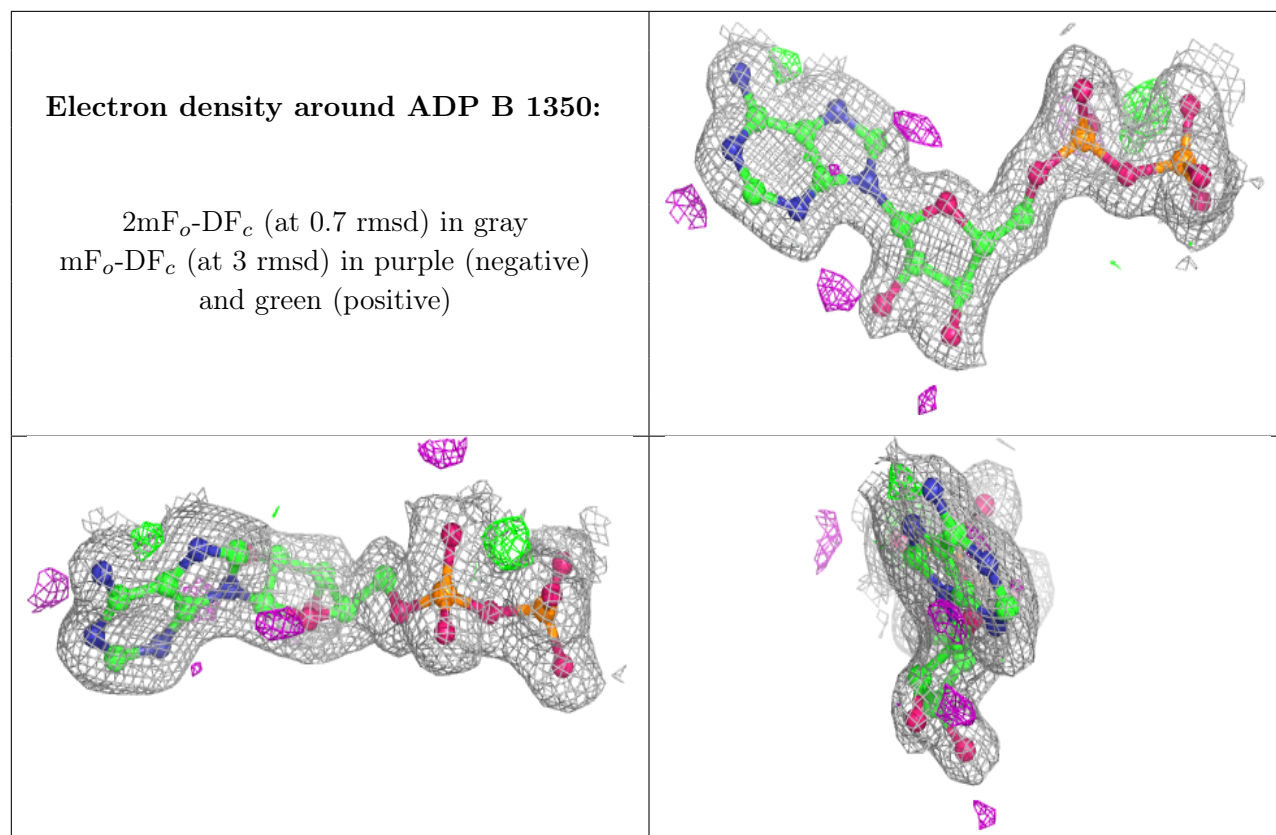 Electron density around ADP B 1350:
2mFₒ-DF𝒸 (at 0.7 rmsd) in gray
mFₒ-DF𝒸 (at 3 rmsd) in purple (negative)
and green (positive)